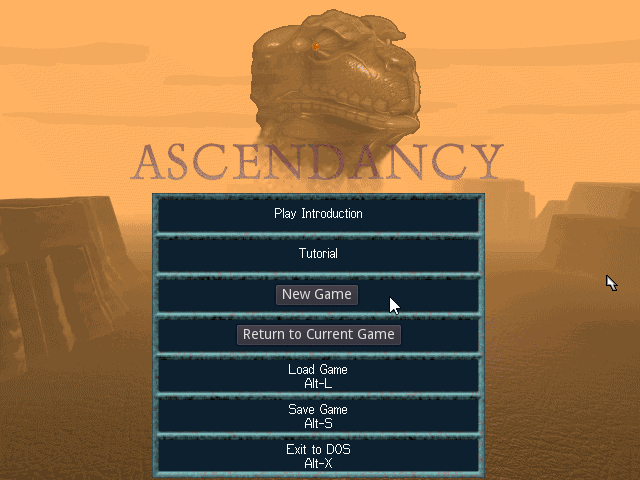 ASCENDANCY
Play Introduction
Tutorial
New Game
Return to Current Game
Load Game
Alt-L
Save Game
Alt-S
Exit to DOS
Alt-X